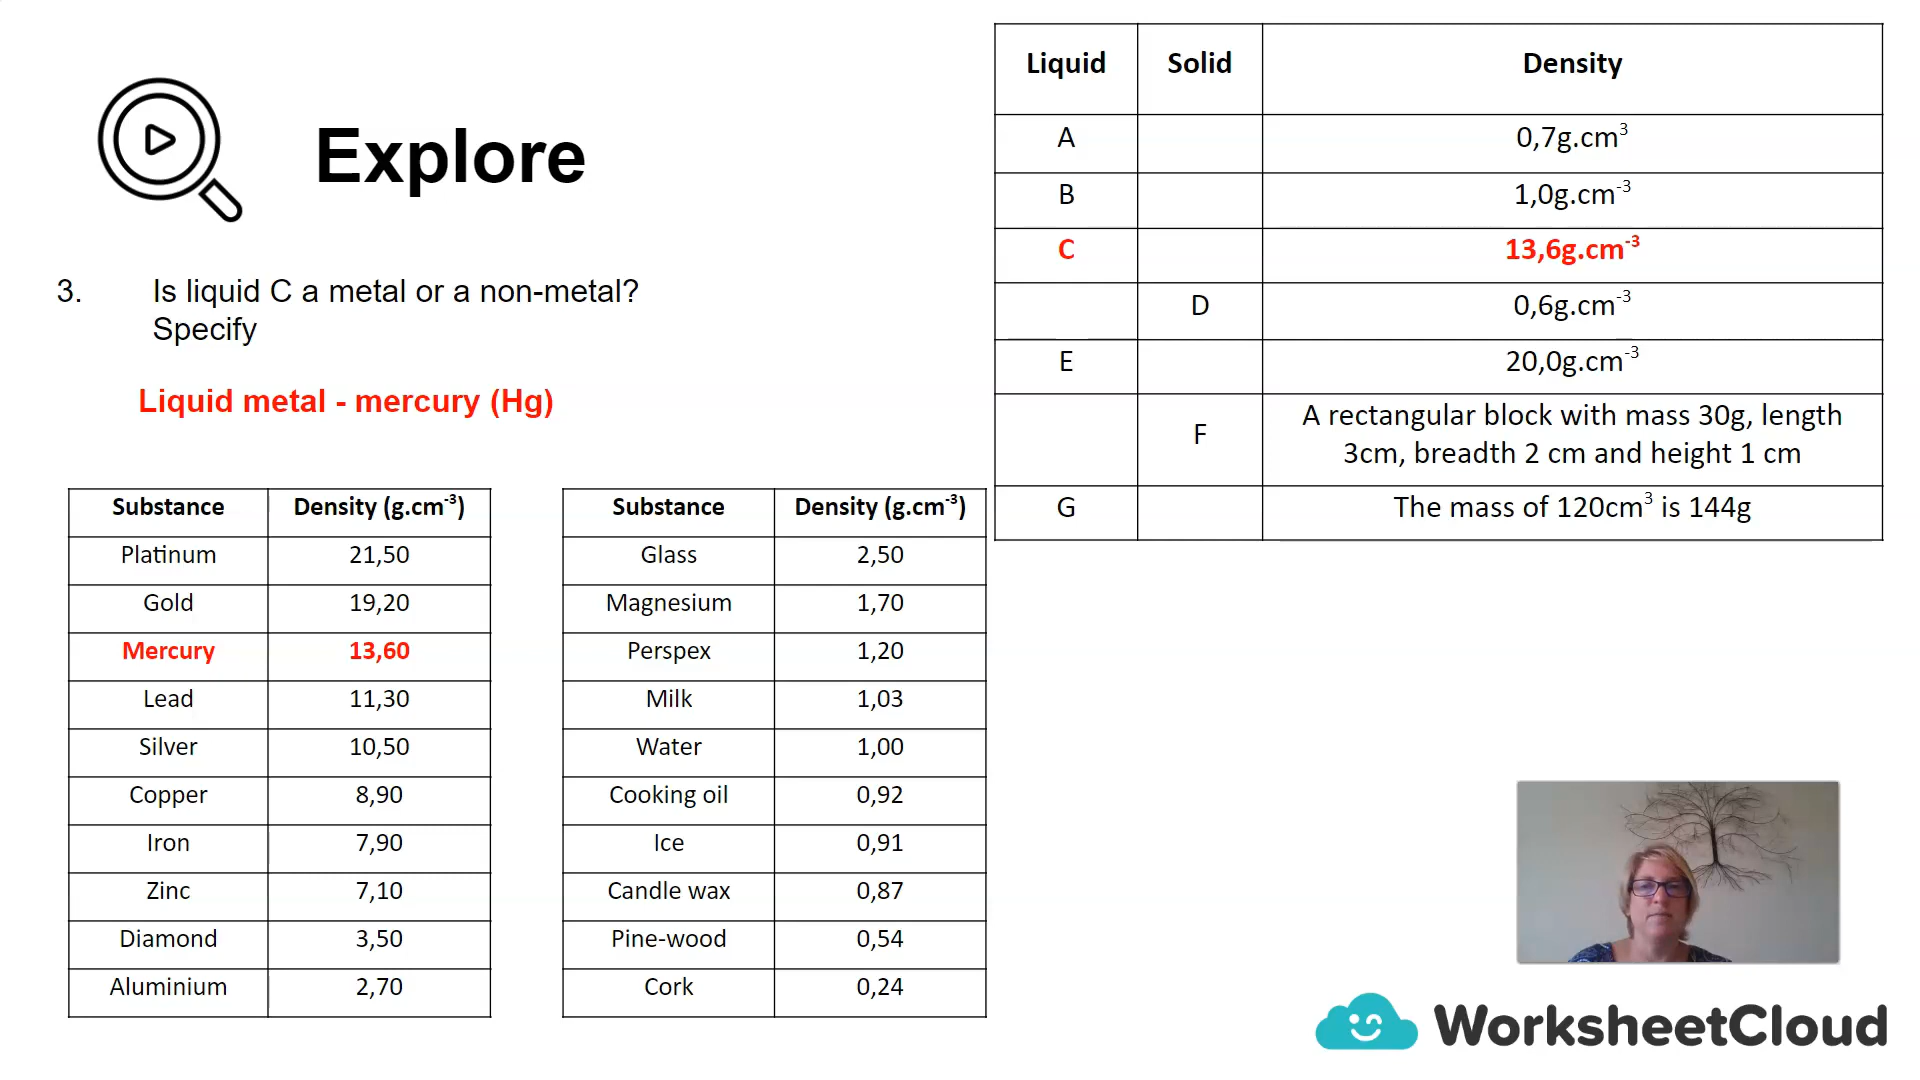 Explore
3. Is liquid C a metal or a non-metal?
Specify
Liquid metal - mercury (Hg)
Substance Density (g.cm⁻³)
Platinum 21,50
Gold 19,20
Mercury 13,60
Lead 11,30
Silver 10,50
Copper 8,90
Iron 7,90
Zinc 7,10
Diamond 3,50
Aluminium 2,70
Substance Density (g.cm⁻³)
Glass 2,50
Magnesium 1,70
Perspex 1,20
Milk 1,03
Water 1,00
Cooking oil 0,92
Ice 0,91
Candle wax 0,87
Pine-wood 0,54
Cork 0,24
Liquid Solid Density
A 0,7g.cm³
B 1,0g.cm⁻³
C 13,6g.cm⁻³
D 0,6g.cm⁻³
E 20,0g.cm⁻³
F A rectangular block with mass 30g, length
3cm, breadth 2 cm and height 1 cm
G The mass of 120cm³ is 144g
WorksheetCloud